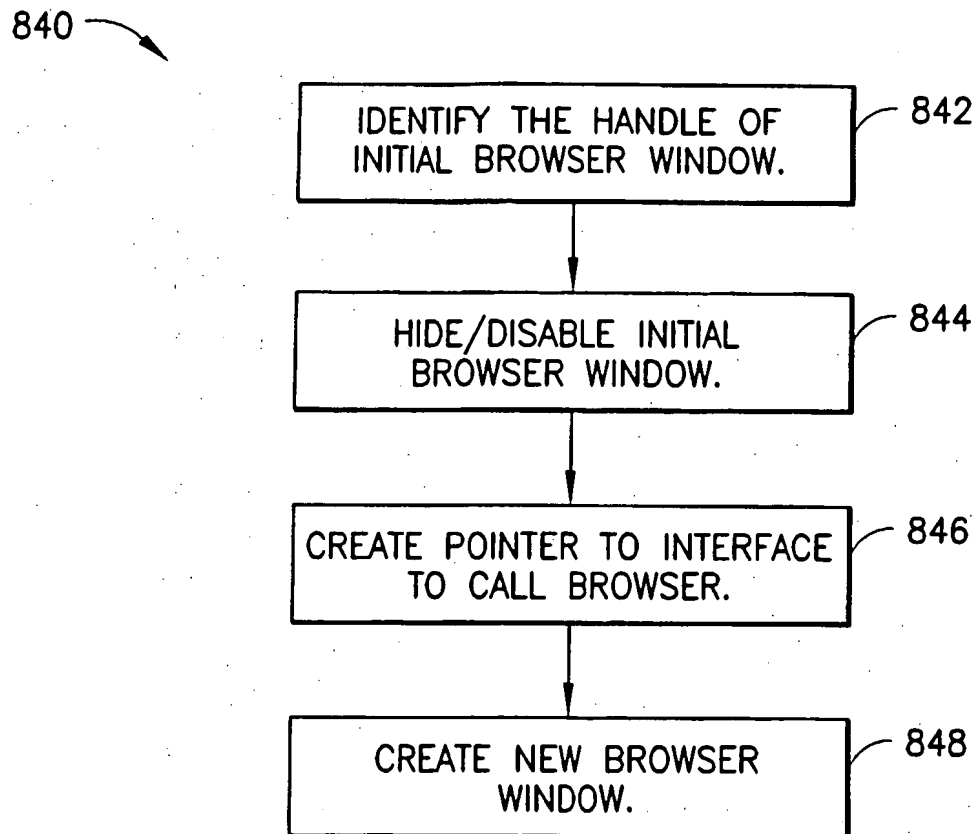 840
IDENTIFY THE HANDLE OF
INITIAL BROWSER WINDOW.
842
HIDE/DISABLE INITIAL
BROWSER WINDOW.
844
CREATE POINTER TO INTERFACE
TO CALL BROWSER.
846
CREATE NEW BROWSER
WINDOW.
848